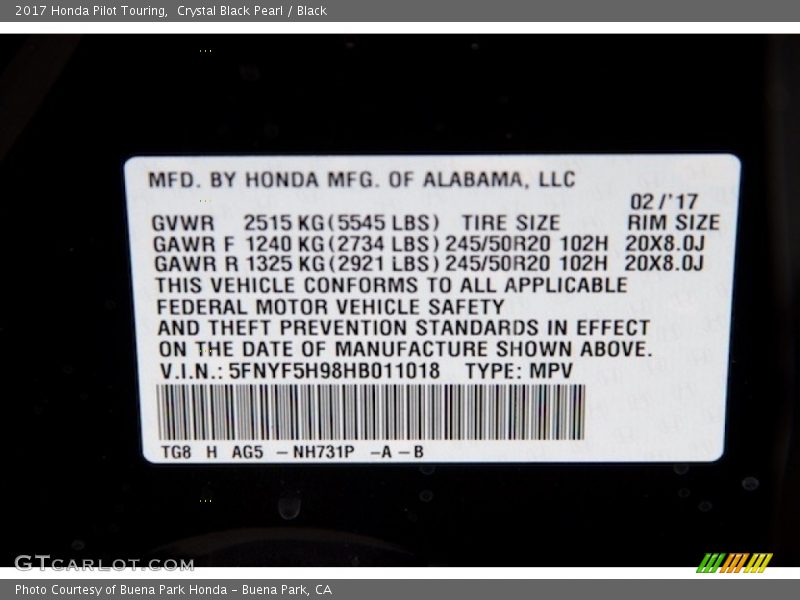 2017 Honda Pilot Touring,  Crystal Black Pearl / Black
MFD. BY HONDA MFG. OF ALABAMA, LLC
02/'17
GVWR 2515 KG(5545 LBS) TIRE SIZE RIM SIZE
GAWR F 1240 KG(2734 LBS) 245/50R20 102H 20X8.0J
GAWR R 1325 KG(2921 LBS) 245/50R20 102H 20X8.0J
THIS VEHICLE CONFORMS TO ALL APPLICABLE
FEDERAL MOTOR VEHICLE SAFETY
AND THEFT PREVENTION STANDARDS IN EFFECT
ON THE DATE OF MANUFACTURE SHOWN ABOVE.
V.I.N.: 5FNYF5H98HB011018 TYPE: MPV
TG8 H AG5 -NH731P -A-B
GTCARLOT.COM
Photo Courtesy of Buena Park Honda - Buena Park, CA